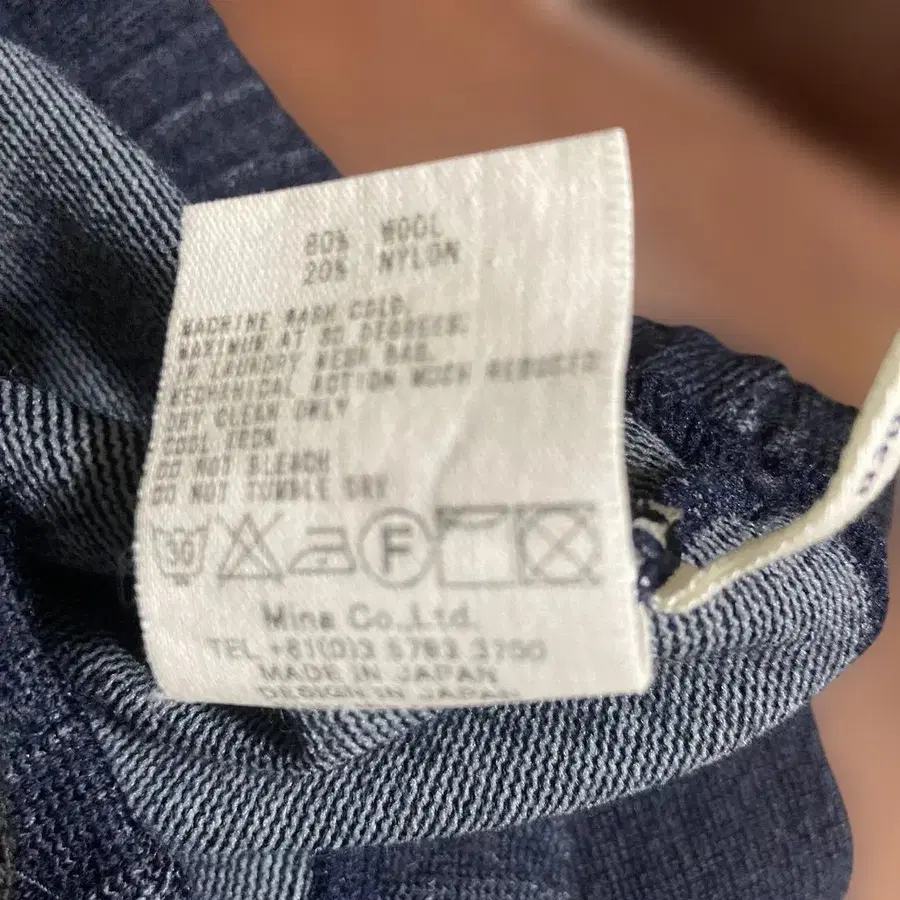 80% WOOL
20% NYLON
MACHINE WASH COLD.
MAXIMUM AT 30 DEGREES.
IN LAUNDRY MESH BAG.
MECHANICAL ACTION MUCH REDUCED
DRY CLEAN ONLY
COOL IRON
DO NOT BLEACH
DO NOT TUMBLE DRY
30 F
Mina Co.,Ltd.
TEL +81(0)3 5783 3700
MADE IN JAPAN
DESIGN IN JAPAN